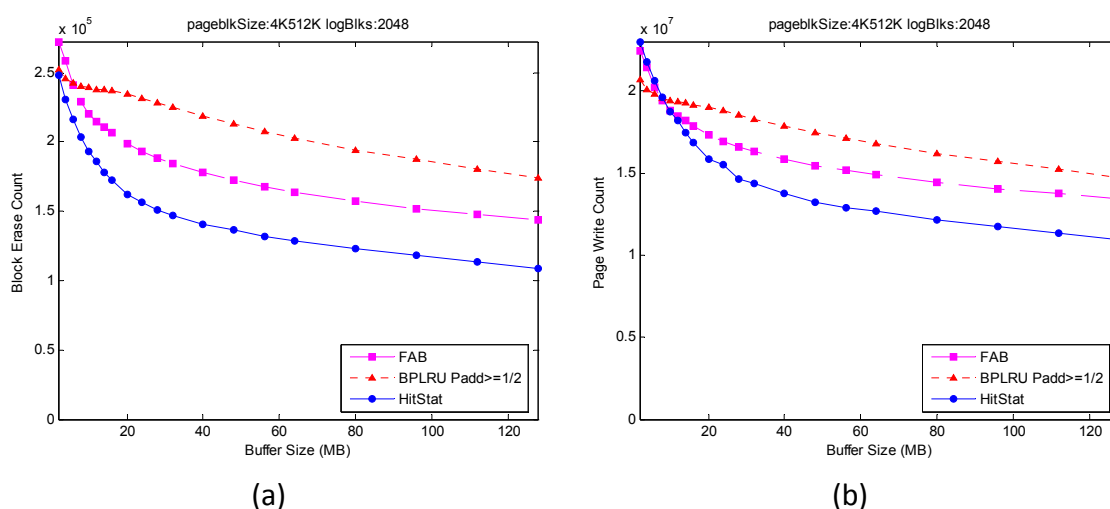 pageblkSize:4K512K logBlks:2048
x 10^5
2.5
2
1.5
1
0.5
0
20 40 60 80 100 120
Block Erase Count
Buffer Size (MB)
FAB
BPLRU Padd>=1/2
HitStat
(a)
pageblkSize:4K512K logBlks:2048
x 10^7
2
1.5
1
0.5
0
20 40 60 80 100 120
Page Write Count
Buffer Size (MB)
FAB
BPLRU Padd>=1/2
HitStat
(b)